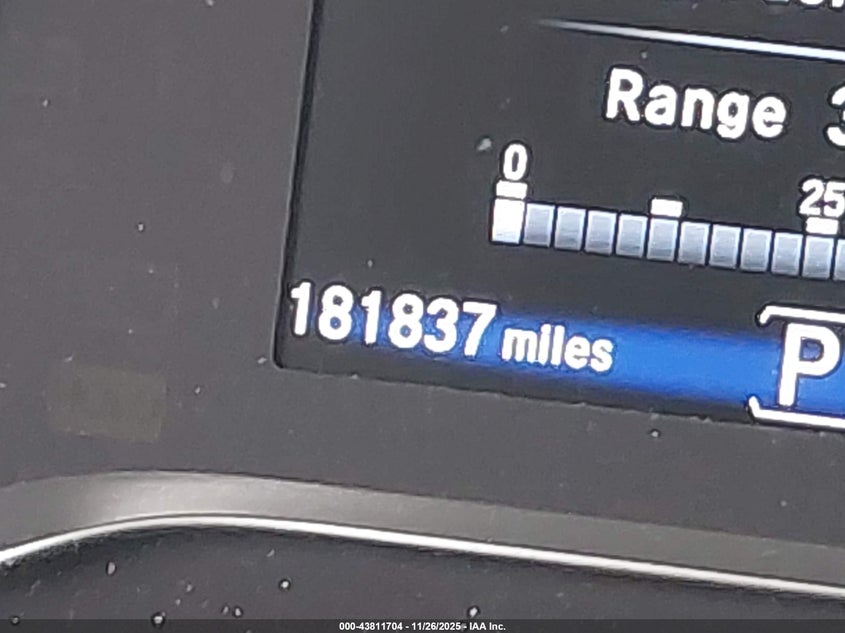 Range
0
25
181837 miles
P
000-43811704 - 11/26/2025 - IAA Inc.